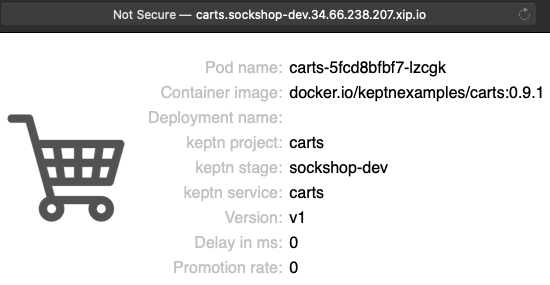 Not Secure — carts.sockshop-dev.34.66.238.207.xip.io
Pod name: carts-5fcd8bfbf7-lzcgk
Container image: docker.io/keptnexamples/carts:0.9.1
Deployment name:
keptn project: carts
keptn stage: sockshop-dev
keptn service: carts
Version: v1
Delay in ms: 0
Promotion rate: 0